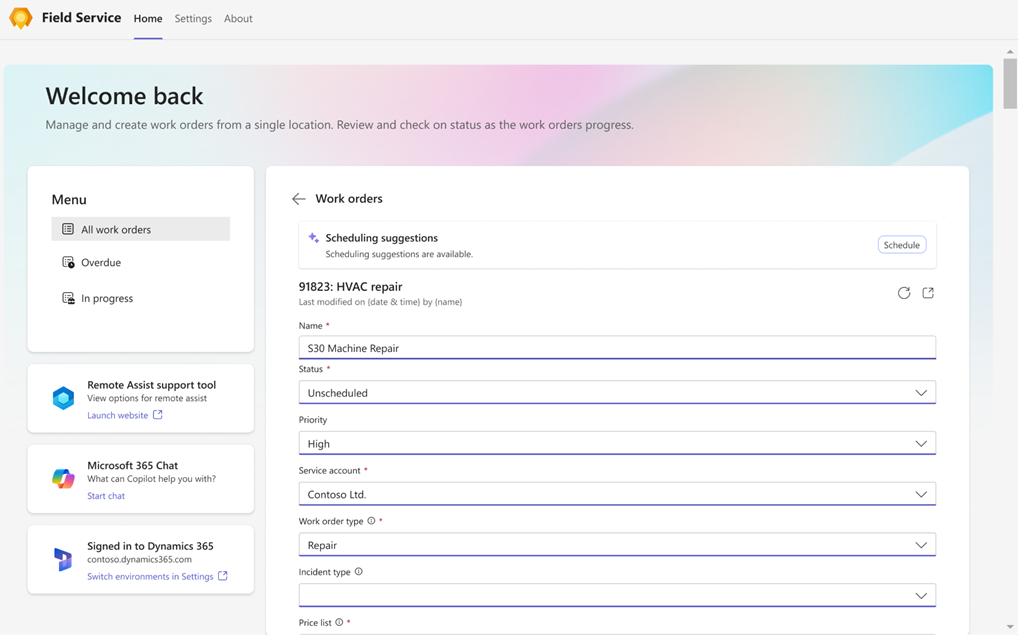 Field Service Home Settings About
Welcome back
Manage and create work orders from a single location. Review and check on status as the work orders progress.
Menu
All work orders
Overdue
In progress
Remote Assist support tool
View options for remote assist
Launch website
Microsoft 365 Chat
What can Copilot help you with?
Start chat
Signed in to Dynamics 365
contoso.dynamics365.com
Switch environments in Settings
Work orders
Scheduling suggestions
Scheduling suggestions are available.
Schedule
91823: HVAC repair
Last modified on (date & time) by (name)
Name *
S30 Machine Repair
Status *
Unscheduled
Priority
High
Service account *
Contoso Ltd.
Work order type *
Repair
Incident type
Price list *